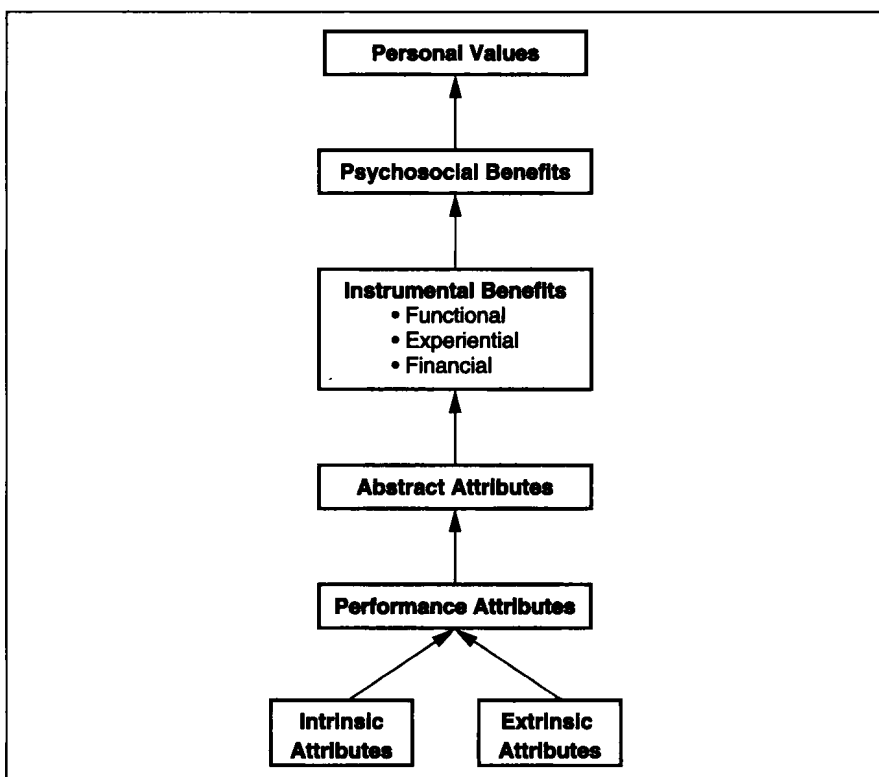 Personal Values
Psychosocial Benefits
Instrumental Benefits
• Functional
• Experiential
• Financial
Abstract Attributes
Performance Attributes
Intrinsic
Attributes
Extrinsic
Attributes